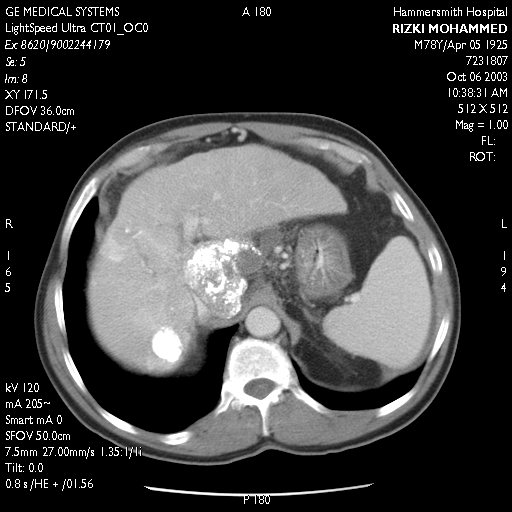 GE MEDICAL SYSTEMS
LightSpeed Ultra CT01_OC0
Ex: 8620/9002244179
Se: 5
Im: 8
XY 171.5
DFOV 36.0cm
STANDARD/+
A 180
Hammersmith Hospital
RIZKI MOHAMMED
M78Y/Apr 05 1925
7231807
Oct 06 2003
10:38:31 AM
512 X 512
Mag = 1.00
FL:
ROT:
R
1
6
5
L
1
9
4
kV 120
mA 205~
Smart mA 0
SFOV 50.0cm
7.5mm 27.00mm/s 1.35:1/1i
Tilt: 0.0
0.8 s /HE + /01.56
P 180